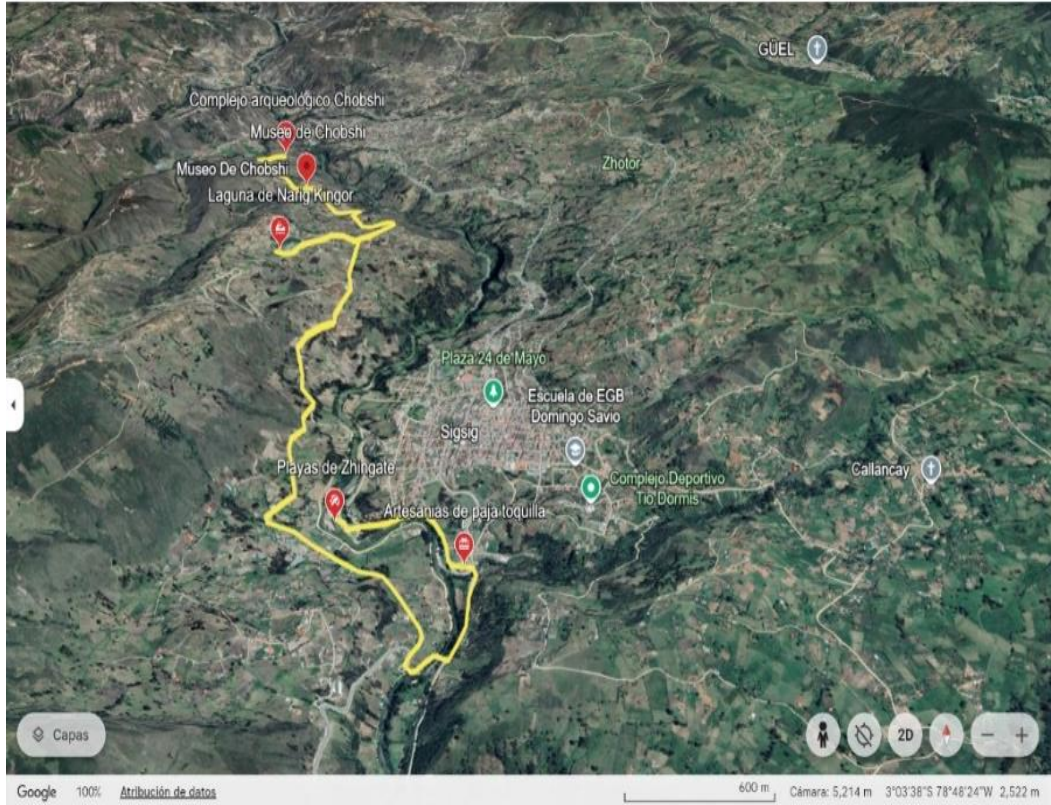 GÜEL
Complejo arqueológico Chobshi
Museo de Chobshi
Museo De Chobshi
Zhotor
Laguna de Narig Kingor
Plaza 24 de Mayo
Escuela de EGB
Domingo Savio
Sigsig
Playas de Zhingate
Callancay
Complejo Deportivo
Tio Dormis
Artesanías de paja toquilla
Capas
2D
Google 100% Atribución de datos 600 m Cámara: 5,214 m 3°03'38"S 78°48'24"W 2,522 m